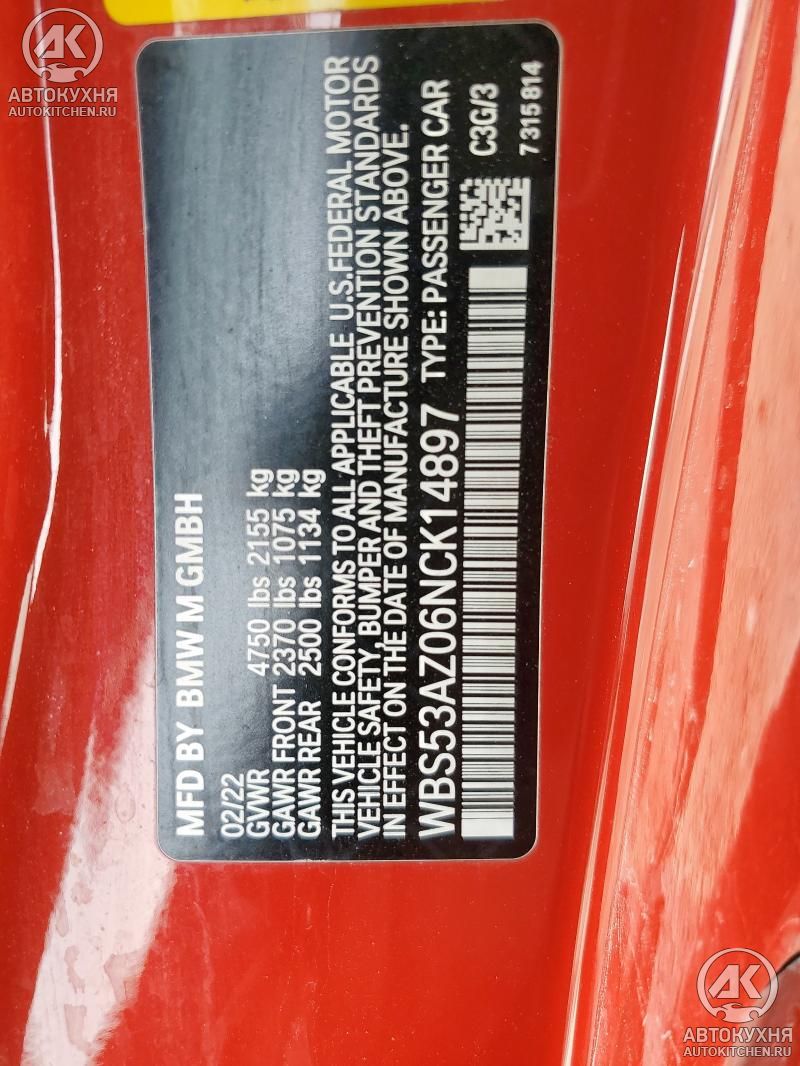 АК
АВТОКУХНЯ
AUTOKITCHEN.RU
MFD BY BMW M GMBH
02/22
GVWR 4750 lbs 2155 kg
GAWR FRONT 2370 lbs 1075 kg
GAWR REAR 2500 lbs 1134 kg
THIS VEHICLE CONFORMS TO ALL APPLICABLE U.S.FEDERAL MOTOR
VEHICLE SAFETY, BUMPER AND THEFT PREVENTION STANDARDS
IN EFFECT ON THE DATE OF MANUFACTURE SHOWN ABOVE.
WBS53AZ06NCK14897 TYPE: PASSENGER CAR
C3G/3
7315814
АК
АВТОКУХНЯ
AUTOKITCHEN.RU